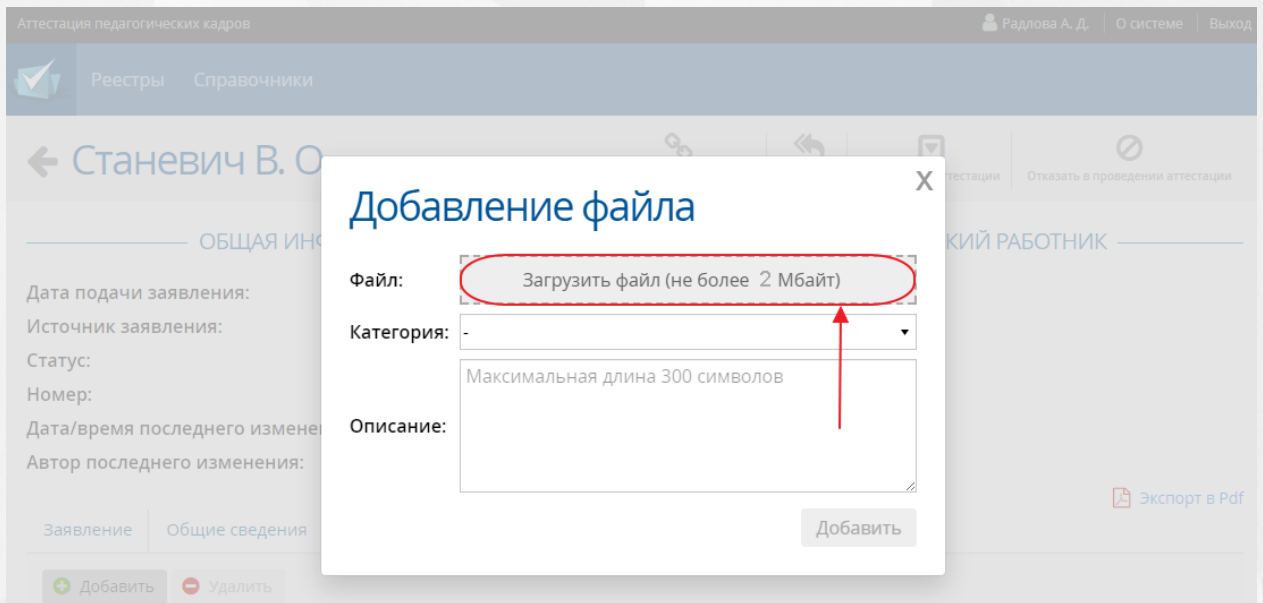 Аттестация педагогических кадров
Радлова А. Д. О системе Выход
Реестры Справочники
Станевич В. О
тестации Отказать в проведении аттестации
Добавление файла X
ОБЩАЯ ИНФ
КИЙ РАБОТНИК
Файл: Загрузить файл (не более 2 Мбайт)
Дата подачи заявления:
Источник заявления:
Категория: -
Статус:
Максимальная длина 300 символов
Номер:
Дата/время последнего измене
Описание:
Автор последнего изменения:
Экспорт в Pdf
Заявление Общие сведения
Добавить
Добавить Удалить